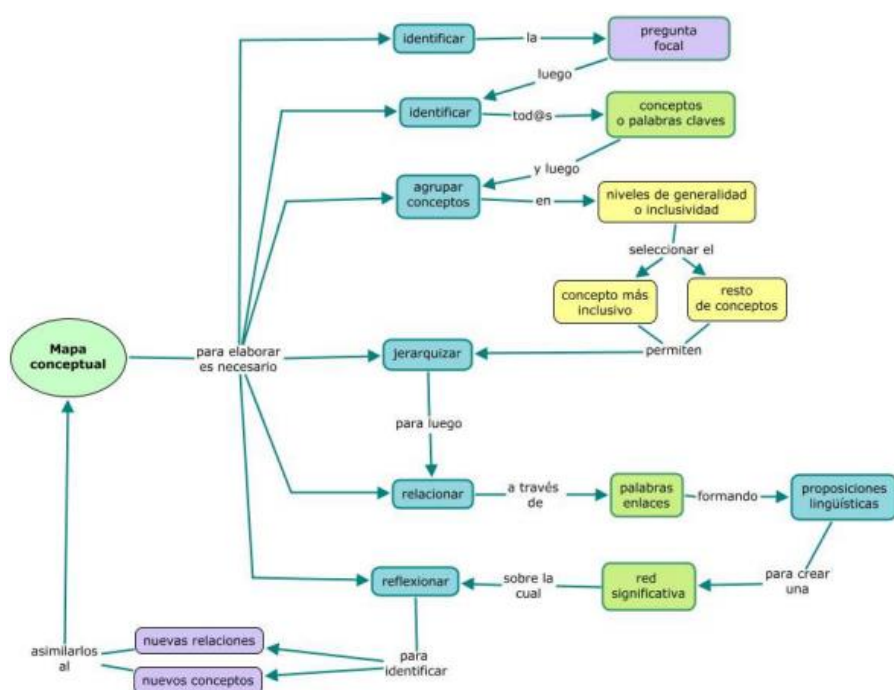 identificar
la
pregunta
focal
luego
identificar
tod@s
conceptos
o palabras claves
y luego
agrupar
conceptos
en
niveles de generalidad
o inclusividad
seleccionar el
concepto más
inclusivo
resto
de conceptos
permiten
Mapa
conceptual
para elaborar
es necesario
jerarquizar
para luego
relacionar
a través
de
palabras
enlaces
formando
proposiciones
lingüísticas
para crear
una
red
significativa
sobre la
cual
reflexionar
para
identificar
nuevas relaciones
nuevos conceptos
asimilarlos
al